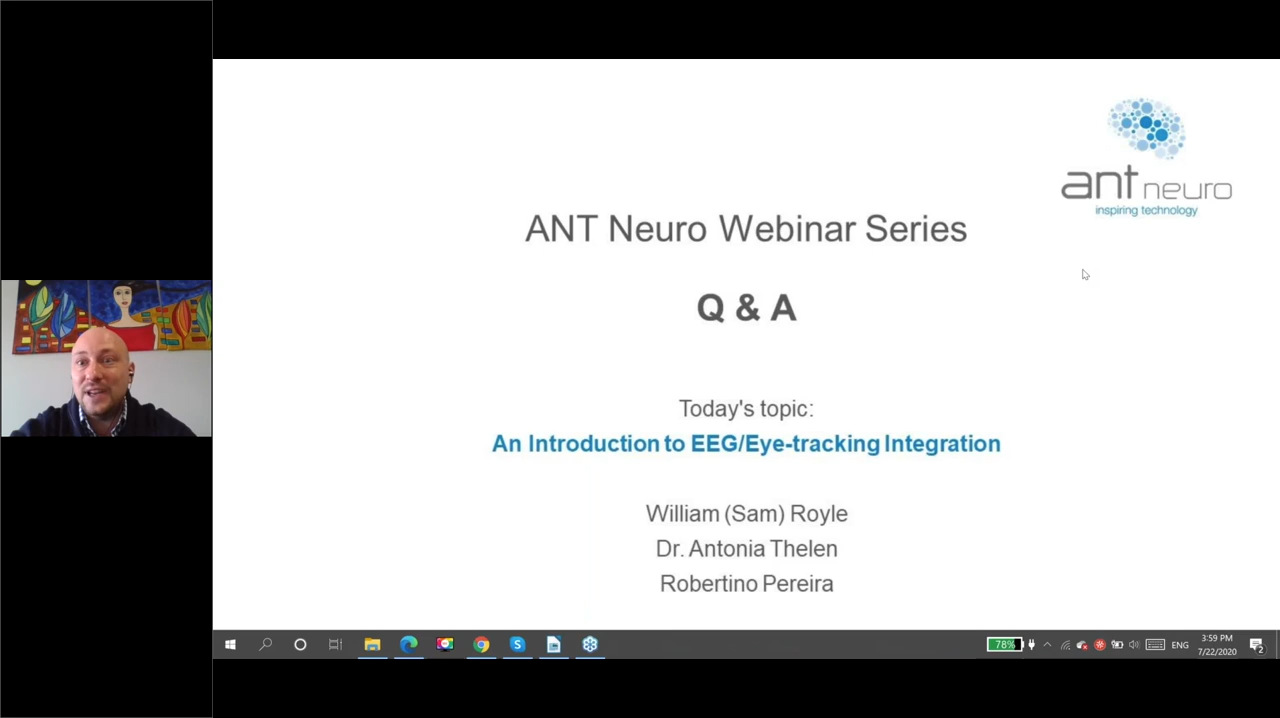 ant neuro
inspiring technology
ANT Neuro Webinar Series
Q & A
Today's topic:
An Introduction to EEG/Eye-tracking Integration
William (Sam) Royle
Dr. Antonia Thelen
Robertino Pereira
78%
ENG
3:59 PM
7/22/2020
2